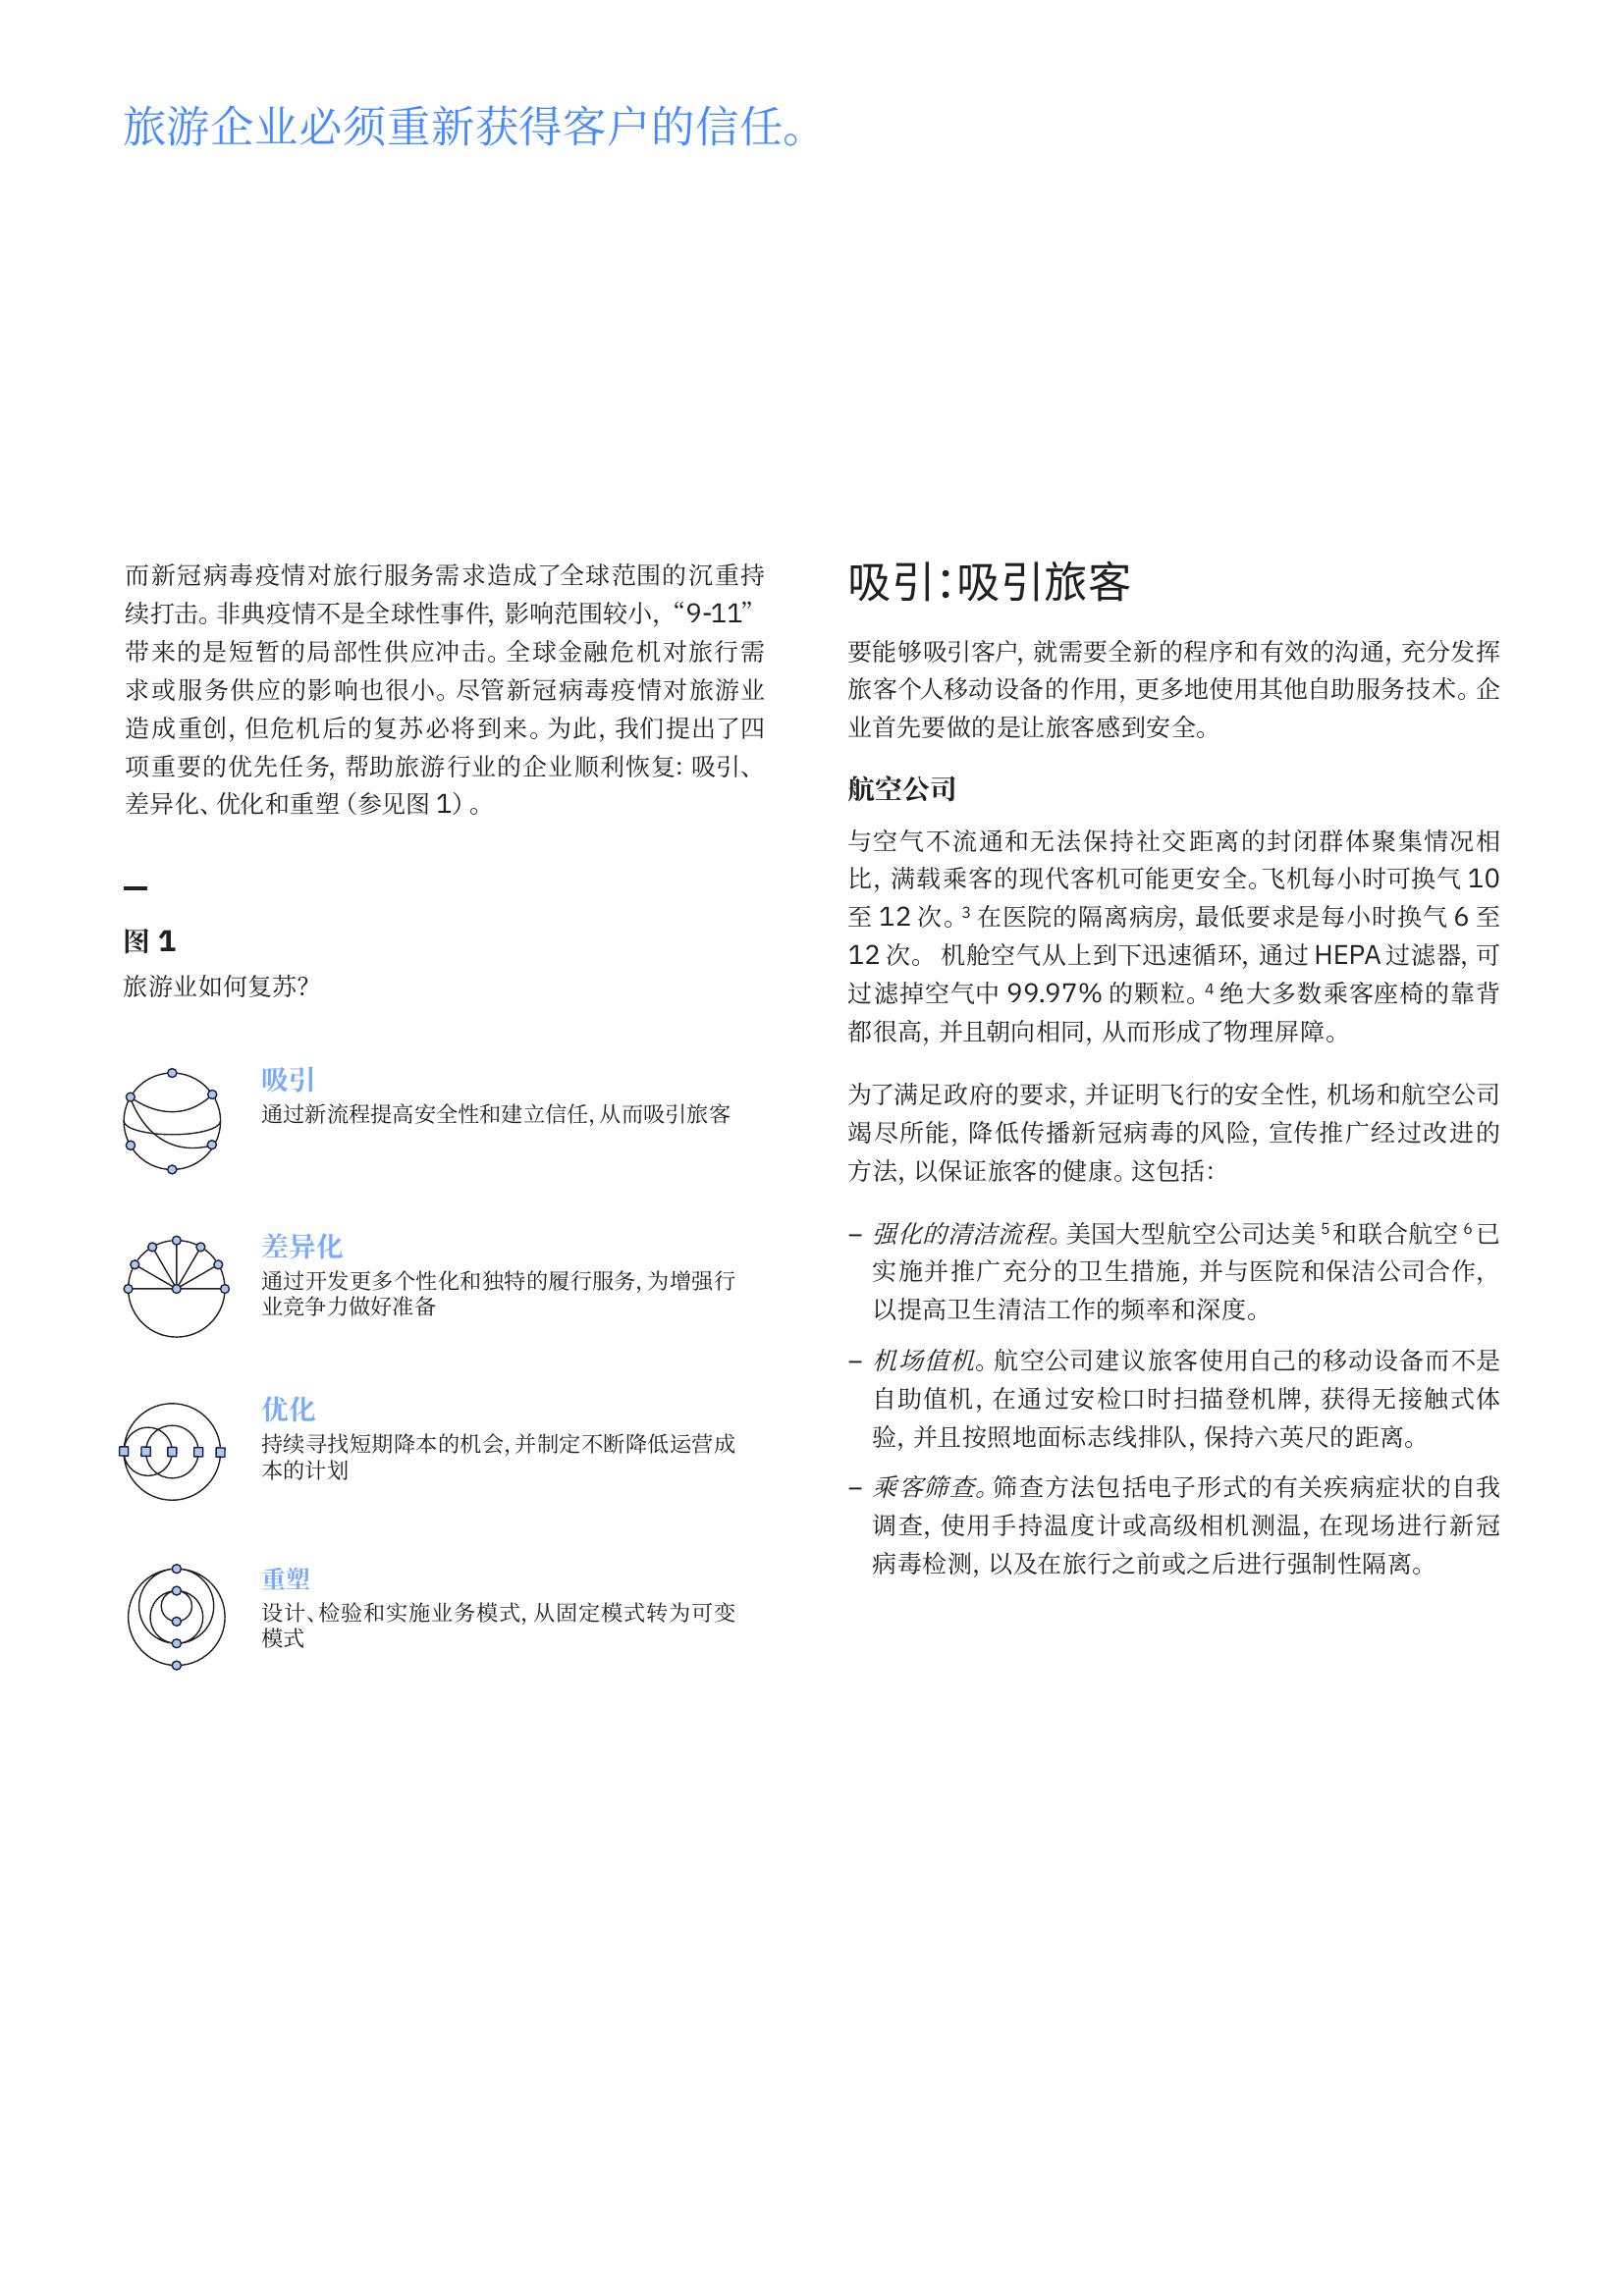 旅游企业必须重新获得客户的信任。
而新冠病毒疫情对旅行服务需求造成了全球范围的沉重持
续打击。非典疫情不是全球性事件, 影响范围较小, “9-11”
带来的是短暂的局部性供应冲击。全球金融危机对旅行需
求或服务供应的影响也很小。尽管新冠病毒疫情对旅游业
造成重创, 但危机后的复苏必将到来。为此, 我们提出了四
项重要的优先任务, 帮助旅游行业的企业顺利恢复: 吸引、
差异化、优化和重塑 (参见图 1) 。
图 1
旅游业如何复苏?
吸引
通过新流程提高安全性和建立信任, 从而吸引旅客
差异化
通过开发更多个性化和独特的履行服务, 为增强行
业竞争力做好准备
优化
持续寻找短期降本的机会, 并制定不断降低运营成
本的计划
重塑
设计、检验和实施业务模式, 从固定模式转为可变
模式
吸引: 吸引旅客
要能够吸引客户, 就需要全新的程序和有效的沟通, 充分发挥
旅客个人移动设备的作用, 更多地使用其他自助服务技术。企
业首先要做的是让旅客感到安全。
航空公司
与空气不流通和无法保持社交距离的封闭群体聚集情况相
比, 满载乘客的现代客机可能更安全。飞机每小时可换气 10
至 12 次。³ 在医院的隔离病房, 最低要求是每小时换气 6 至
12 次。 机舱空气从上到下迅速循环, 通过 HEPA 过滤器, 可
过滤掉空气中 99.97% 的颗粒。⁴ 绝大多数乘客座椅的靠背
都很高, 并且朝向相同, 从而形成了物理屏障。
为了满足政府的要求, 并证明飞行的安全性, 机场和航空公司
竭尽所能, 降低传播新冠病毒的风险, 宣传推广经过改进的
方法, 以保证旅客的健康。这包括:
– 强化的清洁流程。美国大型航空公司达美 ⁵ 和联合航空 ⁶ 已
实施并推广充分的卫生措施, 并与医院和保洁公司合作,
以提高卫生清洁工作的频率和深度。
– 机场值机。航空公司建议旅客使用自己的移动设备而不是
自助值机, 在通过安检口时扫描登机牌, 获得无接触式体
验, 并且按照地面标志线排队, 保持六英尺的距离。
– 乘客筛查。筛查方法包括电子形式的有关疾病症状的自我
调查, 使用手持温度计或高级相机测温, 在现场进行新冠
病毒检测, 以及在旅行之前或之后进行强制性隔离。